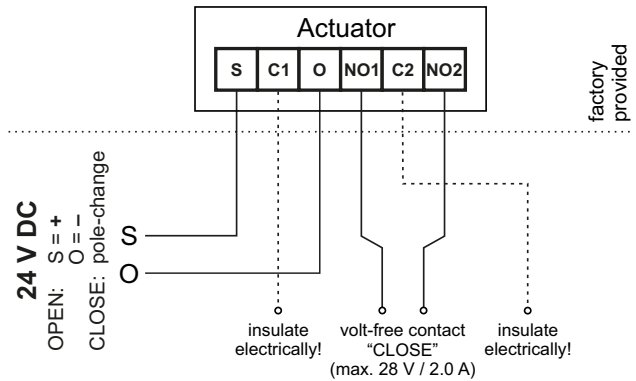 Actuator
S C1 O NO1 C2 NO2
factory
provided
24 V DC
OPEN: S = +
O = –
CLOSE: pole-change
S
O
insulate
electrically!
volt-free contact
“CLOSE”
(max. 28 V / 2.0 A)
insulate
electrically!